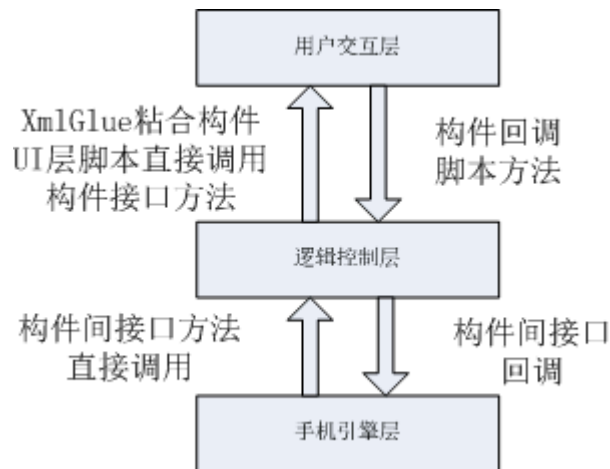 用户交互层
XmlGlue粘合构件
UI层脚本直接调用
构件接口方法
构件回调
脚本方法
逻辑控制层
构件间接口方法
直接调用
构件间接口
回调
手机引擎层